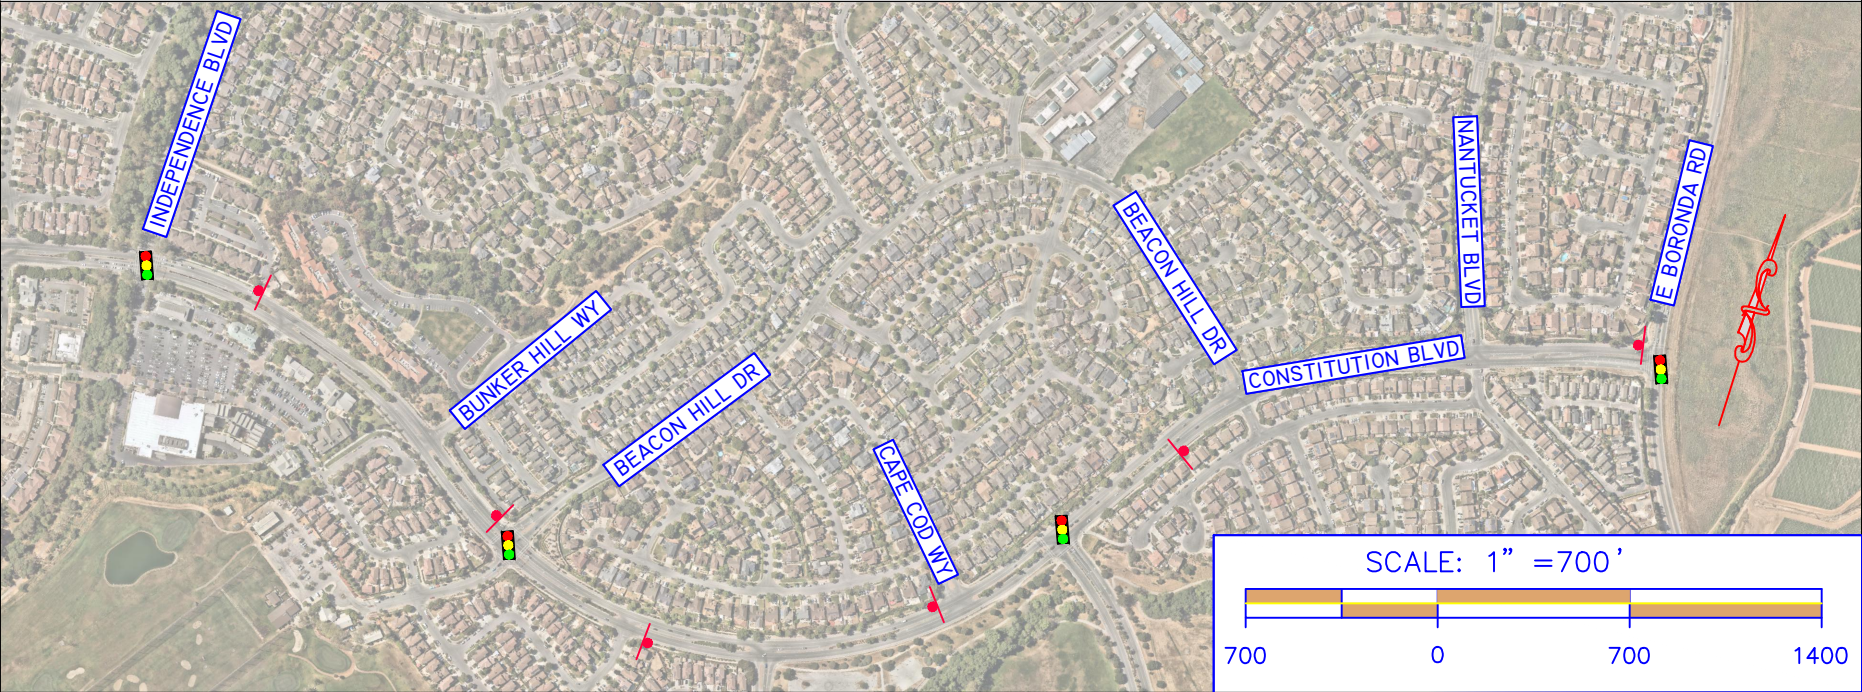 INDEPENDENCE BLVD
BUNKER HILL WY
BEACON HILL DR
CAPE COD WY
BEACON HILL DR
CONSTITUTION BLVD
NANTUCKET BLVD
E BORONDA RD
SCALE: 1" =700'
700 0 700 1400